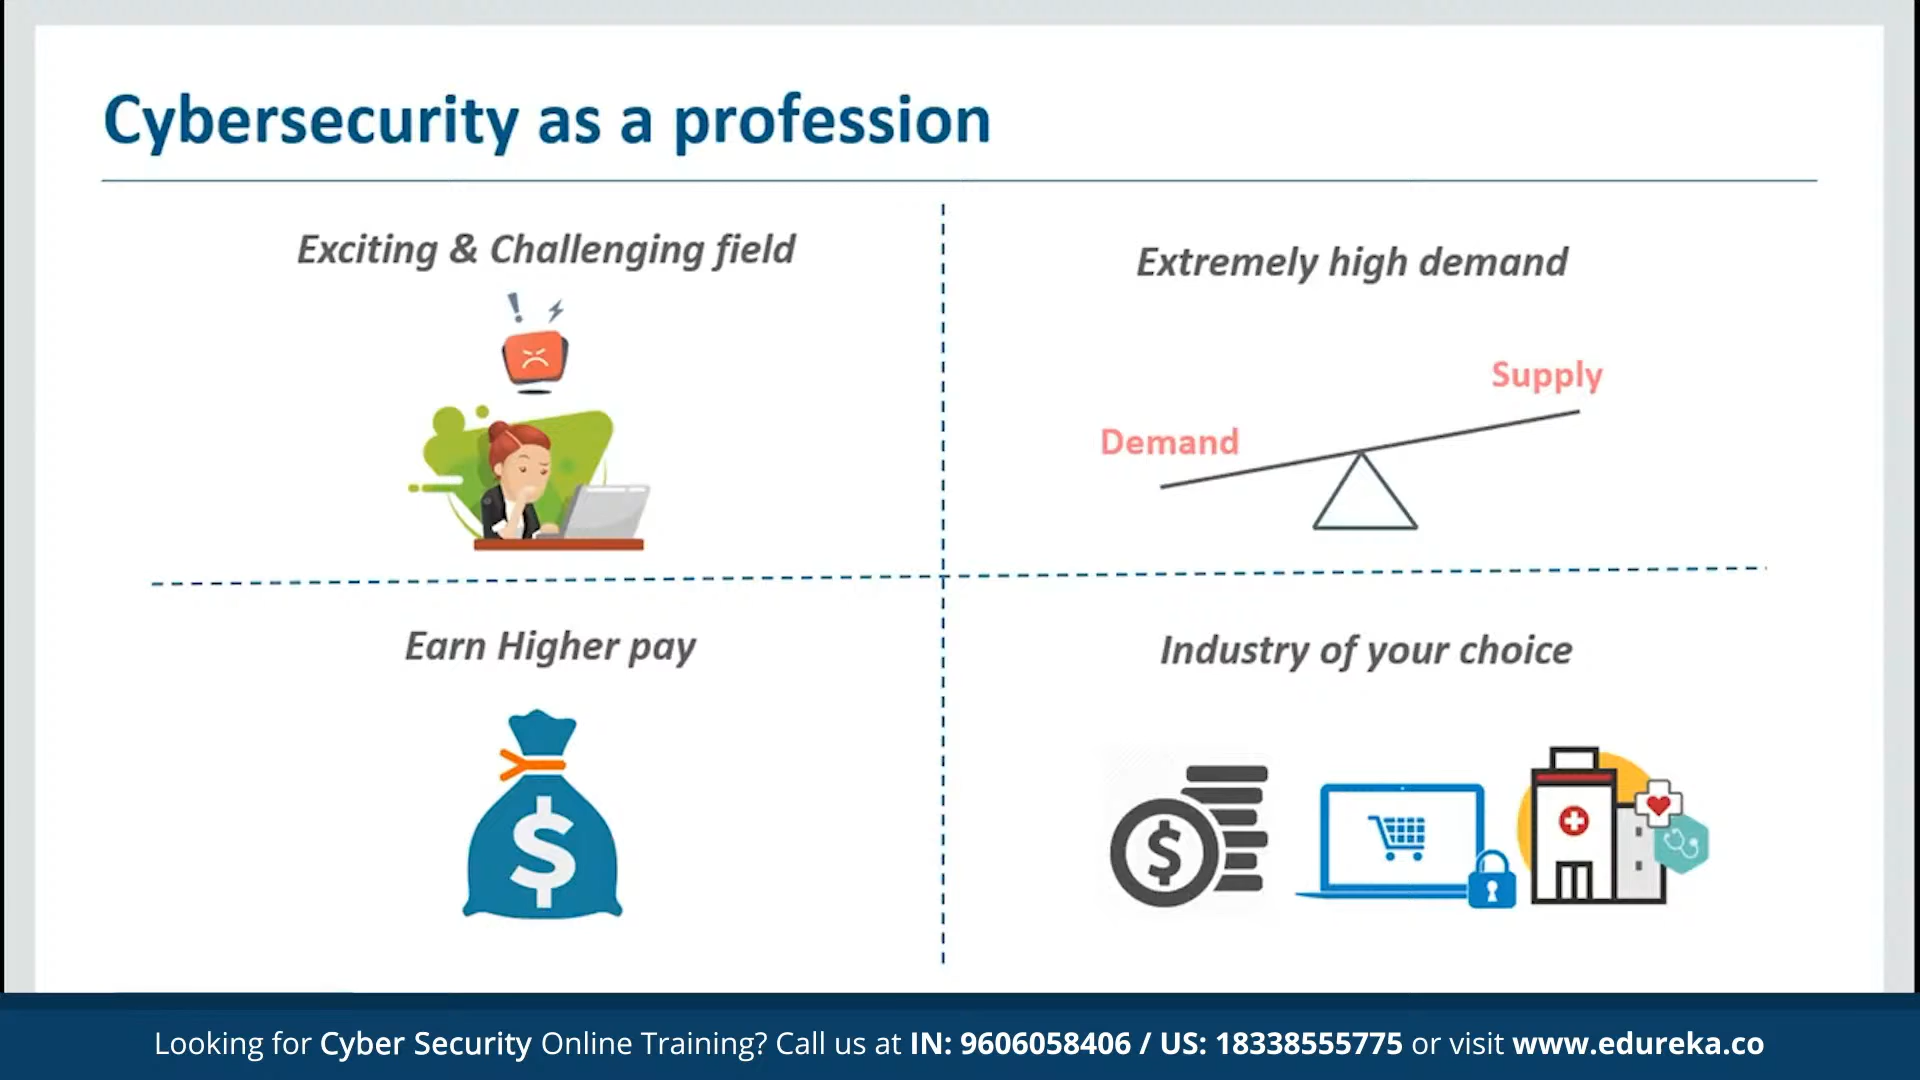 Cybersecurity as a profession
Exciting & Challenging field
Extremely high demand
Supply
Demand
Earn Higher pay
Industry of your choice
Looking for Cyber Security Online Training? Call us at IN: 9606058406 / US: 18338555775 or visit www.edureka.co